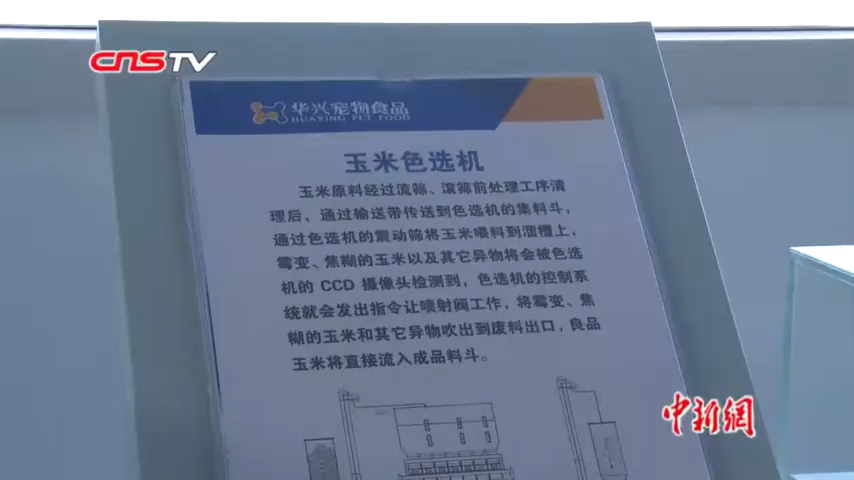 CNSTV
华兴宠物食品
HUAXING PET FOOD
玉米色选机
玉米原料经过流筛、滚筛前处理工序清
理后，通过输送带传送到色选机的集料斗，
通过色选机的震动筛将玉米喂料到溜槽上，
霉变、焦糊的玉米以及其它异物将会被色选
机的 CCD 摄像头检测到，色选机的控制系
统就会发出指令让喷射阀工作，将霉变、焦
糊的玉米和其它异物吹出到废料出口，良品
玉米将直接流入成品料斗。
中新網